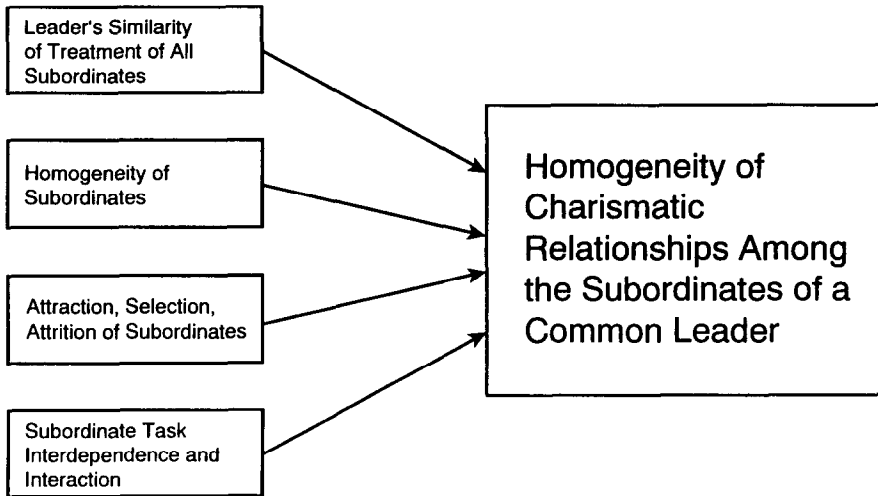 Leader's Similarity
of Treatment of All
Subordinates
Homogeneity of
Subordinates
Attraction, Selection,
Attrition of Subordinates
Subordinate Task
Interdependence and
Interaction
Homogeneity of
Charismatic
Relationships Among
the Subordinates of a
Common Leader